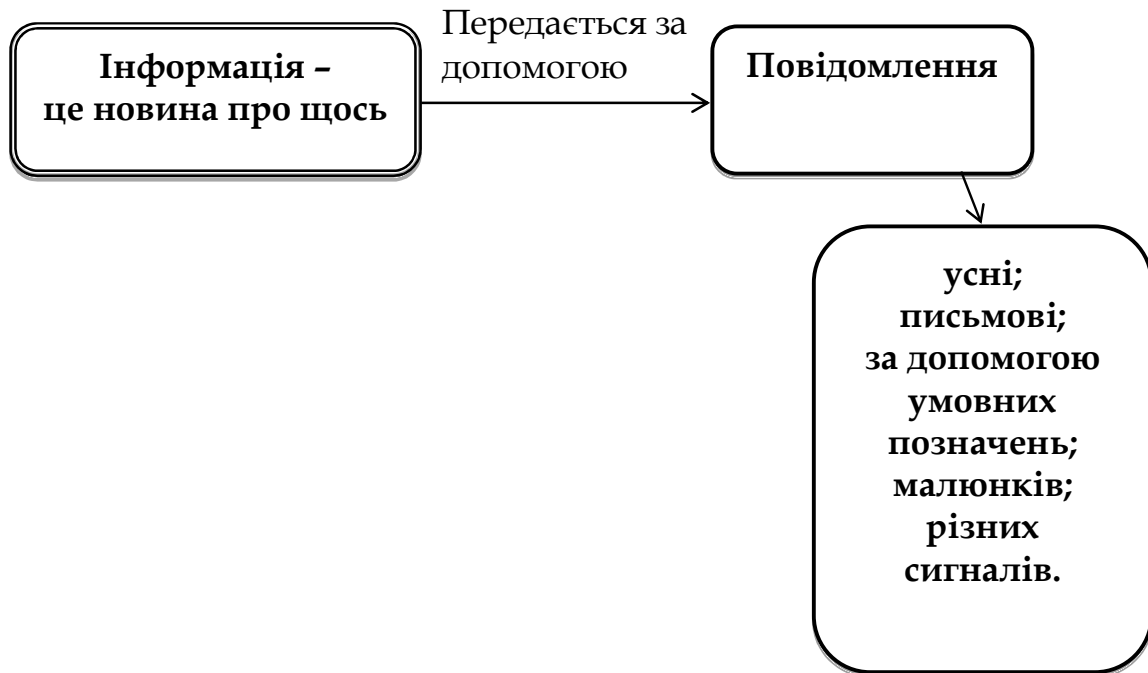 Інформація –
це новина про щось
Передається за
допомогою
Повідомлення
усні;
письмові;
за допомогою
умовних
позначень;
малюнків;
різних
сигналів.